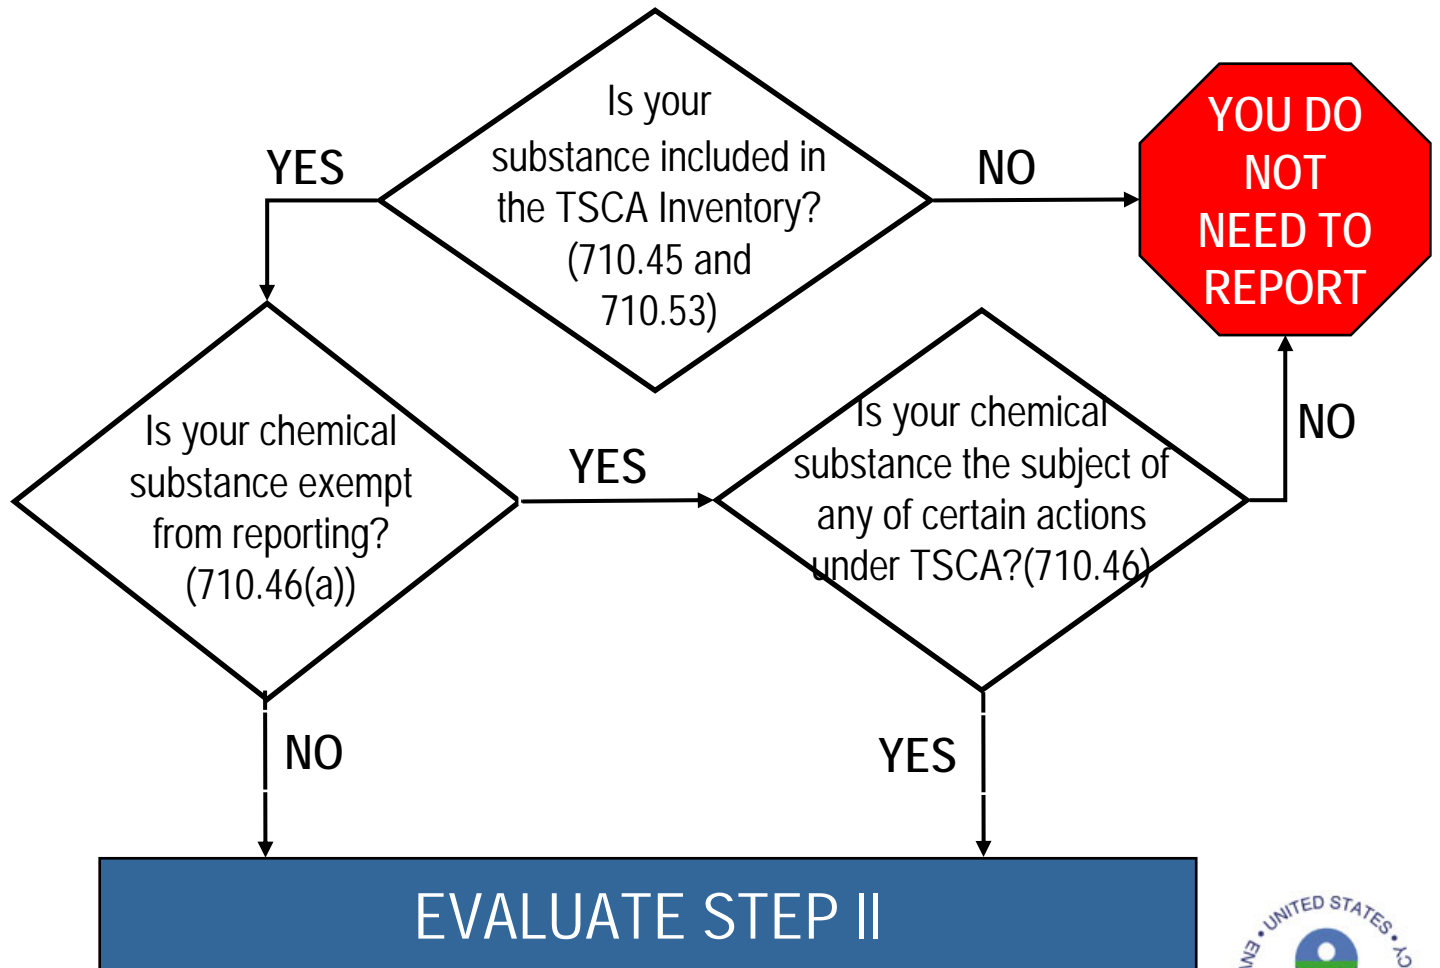 Is your
substance included in
the TSCA Inventory?
(710.45 and
710.53)
YES
NO
YOU DO
NOT
NEED TO
REPORT
Is your chemical
substance exempt
from reporting?
(710.46(a))
YES
Is your chemical
substance the subject of
any of certain actions
under TSCA?(710.46)
NO
NO
YES
EVALUATE STEP II
UNITED STATES